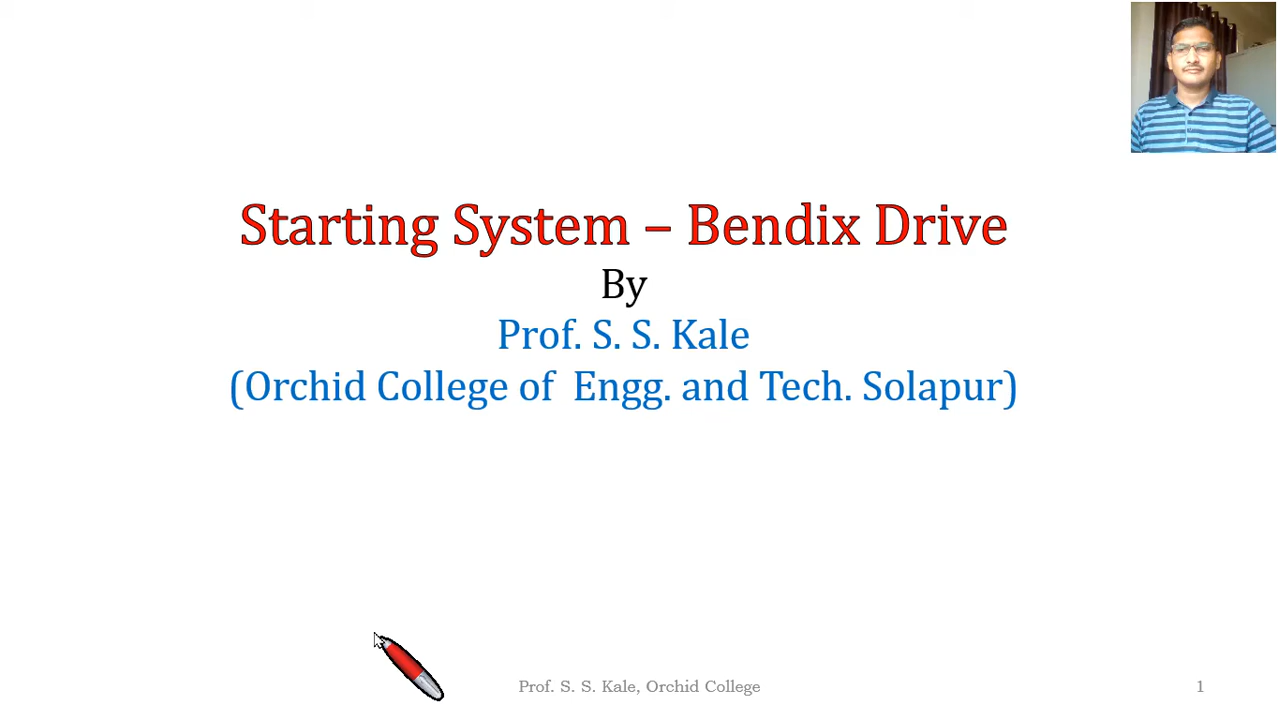 Starting System – Bendix Drive
By
Prof. S. S. Kale
(Orchid College of Engg. and Tech. Solapur)
Prof. S. S. Kale, Orchid College
1